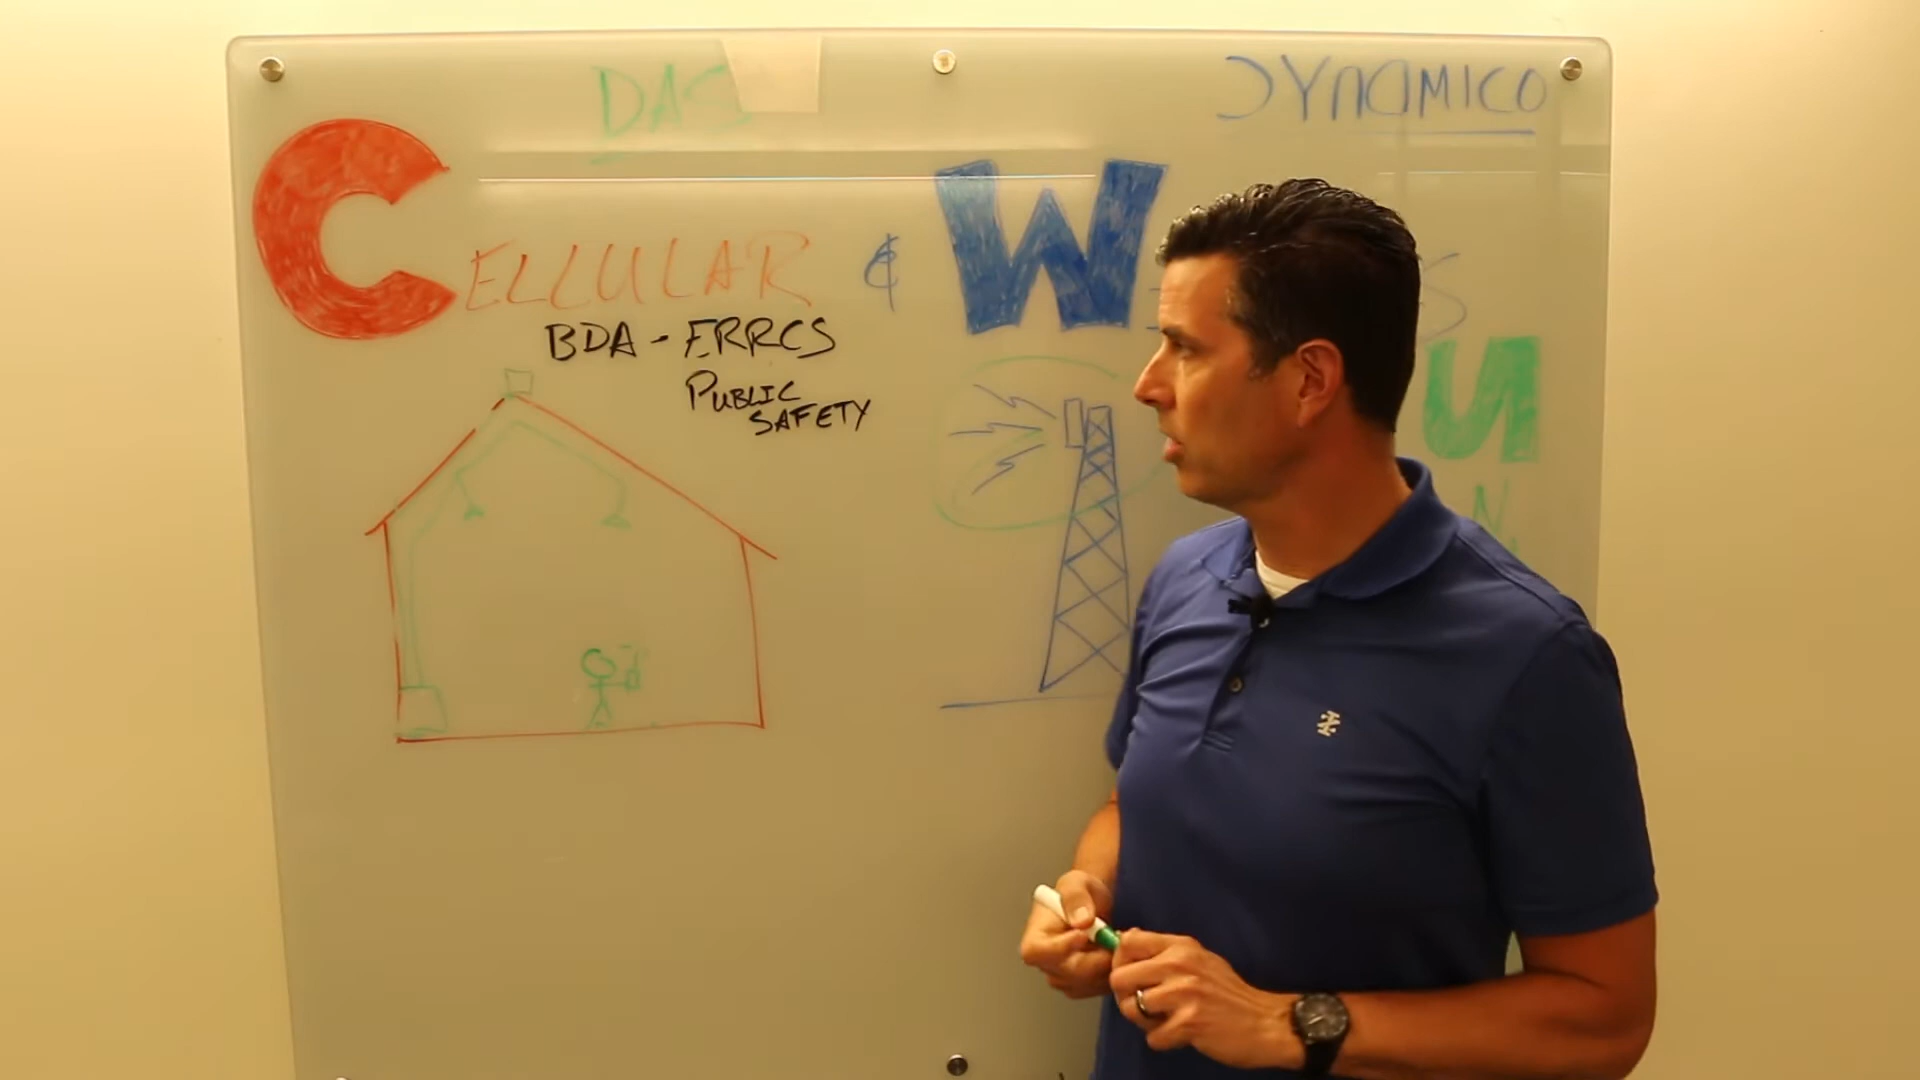 DAS
DYNAMICO
CELLULAR & W
BDA - ERRCS
PUBLIC
SAFETY
U
N